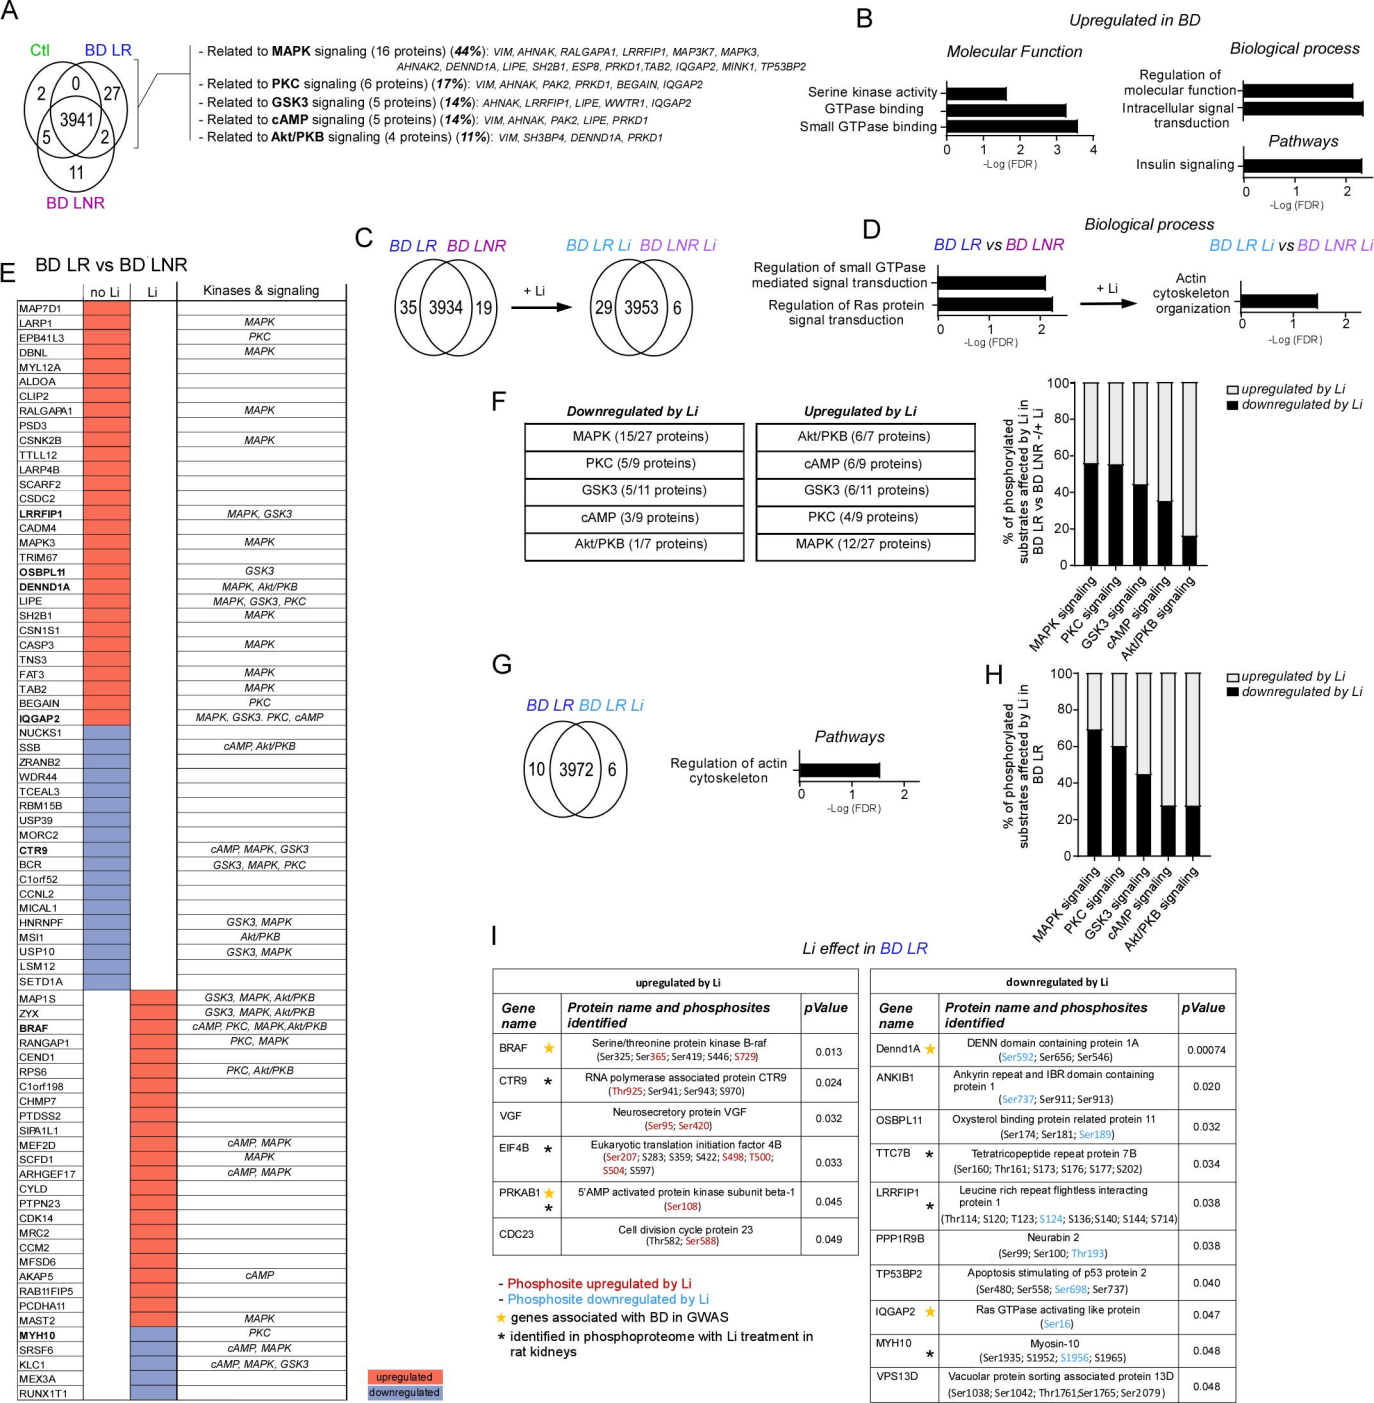 A
Ctl
BD LR
2
0
27
3941
5
2
11
BD LNR
- Related to MAPK signaling (16 proteins) (44%): VIM, AHNAK, RALGAPA1, LRRFIP1, MAP3K7, MAPK3,
AHNAK2, DENND1A, LIPE, SH2B1, ESP8, PRKD1,TAB2, IQGAP2, MINK1, TP53BP2
- Related to PKC signaling (6 proteins) (17%): VIM, AHNAK, PAK2, PRKD1, BEGAIN, IQGAP2
- Related to GSK3 signaling (5 proteins) (14%): AHNAK, LRRFIP1, LIPE, WWTR1, IQGAP2
- Related to cAMP signaling (5 proteins) (14%): VIM, AHNAK, PAK2, LIPE, PRKD1
- Related to Akt/PKB signaling (4 proteins) (11%): VIM, SH3BP4, DENND1A, PRKD1
B
Upregulated in BD
Molecular Function
Serine kinase activity
GTPase binding
Small GTPase binding
0 1 2 3 4
-Log (FDR)
Biological process
Regulation of
molecular function
Intracellular signal
transduction
Pathways
Insulin signaling
0 1 2
-Log (FDR)
C
BD LR BD LNR
35 3934 19
+ Li
BD LR Li BD LNR Li
29 3953 6
D
Biological process
BD LR vs BD LNR
Regulation of small GTPase
mediated signal transduction
Regulation of Ras protein
signal transduction
0 1 2
-Log (FDR)
+ Li
BD LR Li vs BD LNR Li
Actin
cytoskeleton
organization
0 1 2
-Log (FDR)
E
BD LR vs BD LNR
no Li Li Kinases & signaling
MAP7D1
LARP1 MAPK
EPB41L3 PKC
DBNL MAPK
MYL12A
ALDOA
CLIP2
RALGAPA1 MAPK
PSD3
CSNK2B MAPK
TTLL12
LARP4B
SCARF2
CSDC2
LRRFIP1 MAPK, GSK3
CADM4
MAPK3 MAPK
TRIM67
OSBPL11 GSK3
DENND1A MAPK, Akt/PKB
LIPE MAPK, GSK3, PKC
SH2B1 MAPK
CSN1S1
CASP3 MAPK
TNS3
FAT3 MAPK
TAB2 MAPK
BEGAIN PKC
IQGAP2 MAPK, GSK3. PKC, cAMP
NUCKS1
SSB cAMP, Akt/PKB
ZRANB2
WDR44
TCEAL3
RBM15B
USP39
MORC2
CTR9 cAMP, MAPK, GSK3
BCR GSK3, MAPK, PKC
C1orf52
CCNL2
MICAL1
HNRNPF GSK3, MAPK
MSI1 Akt/PKB
USP10 GSK3, MAPK
LSM12
SETD1A
MAP1S GSK3, MAPK, Akt/PKB
ZYX GSK3, MAPK, Akt/PKB
BRAF cAMP, PKC, MAPK,Akt/PKB
RANGAP1 PKC, MAPK
CEND1
RPS6 PKC, Akt/PKB
C1orf198
CHMP7
PTDSS2
SIPA1L1
MEF2D cAMP, MAPK
SCFD1 MAPK
ARHGEF17 cAMP, MAPK
CYLD
PTPN23
CDK14
MRC2
CCM2
MFSD6
AKAP5 cAMP
RAB11FIP5
PCDHA11
MAST2 MAPK
MYH10 PKC
SRSF6 cAMP, MAPK
KLC1 cAMP, MAPK, GSK3
MEX3A
RUNX1T1
upregulated
downregulated
F
Downregulated by Li Upregulated by Li
MAPK (15/27 proteins) Akt/PKB (6/7 proteins)
PKC (5/9 proteins) cAMP (6/9 proteins)
GSK3 (5/11 proteins) GSK3 (6/11 proteins)
cAMP (3/9 proteins) PKC (4/9 proteins)
Akt/PKB (1/7 proteins) MAPK (12/27 proteins)
% of phosphorylated
substrates affected by Li in
BD LR vs BD LNR -/+ Li
100
80
60
40
20
0
MAPK signaling
PKC signaling
GSK3 signaling
cAMP signaling
Akt/PKB signaling
upregulated by Li
downregulated by Li
G
BD LR BD LR Li
10 3972 6
Pathways
Regulation of actin
cytoskeleton
0 1 2
-Log (FDR)
H
% of phosphorylated
substrates affected by Li in
BD LR
100
80
60
40
20
0
MAPK signaling
PKC signaling
GSK3 signaling
cAMP signaling
Akt/PKB signaling
upregulated by Li
downregulated by Li
I
Li effect in BD LR
upregulated by Li
Gene name Protein name and phosphosites identified pValue
BRAF ★ Serine/threonine protein kinase B-raf 0.013
(Ser325; Ser365; Ser419; S446; S729)
CTR9 * RNA polymerase associated protein CTR9 0.024
(Thr925; Ser941; Ser943; S970)
VGF Neurosecretory protein VGF 0.032
(Ser95; Ser420)
EIF4B * Eukaryotic translation initiation factor 4B 0.033
(Ser207; S283; S359; S422; S498; T500;
S504; S597)
PRKAB1 ★ * 5'AMP activated protein kinase subunit beta-1 0.045
(Ser108)
CDC23 Cell division cycle protein 23 0.049
(Thr582; Ser588)
- Phosphosite upregulated by Li
- Phosphosite downregulated by Li
★ genes associated with BD in GWAS
* identified in phosphoproteome with Li treatment in
rat kidneys
downregulated by Li
Gene name Protein name and phosphosites identified pValue
Dennd1A ★ DENN domain containing protein 1A 0.00074
(Ser592; Ser656; Ser546)
ANKIB1 Ankyrin repeat and IBR domain containing 0.020
protein 1
(Ser737; Ser911; Ser913)
OSBPL11 Oxysterol binding protein related protein 11 0.032
(Ser174; Ser181; Ser189)
TTC7B * Tetratricopeptide repeat protein 7B 0.034
(Ser160; Thr161; S173; S176; S177; S202)
LRRFIP1 * Leucine rich repeat flightless interacting 0.038
protein 1
(Thr114; S120; T123; S124; S136;S140; S144; S714)
PPP1R9B Neurabin 2 0.038
(Ser99; Ser100; Thr193)
TP53BP2 Apoptosis stimulating of p53 protein 2 0.040
(Ser480; Ser558; Ser698; Ser737)
IQGAP2 ★ Ras GTPase activating like protein 0.047
(Ser16)
MYH10 * Myosin-10 0.048
(Ser1935; S1952; S1956; S1965)
VPS13D Vacuolar protein sorting associated protein 13D 0.048
(Ser1038; Ser1042; Thr1761;Ser1765; Ser2079)